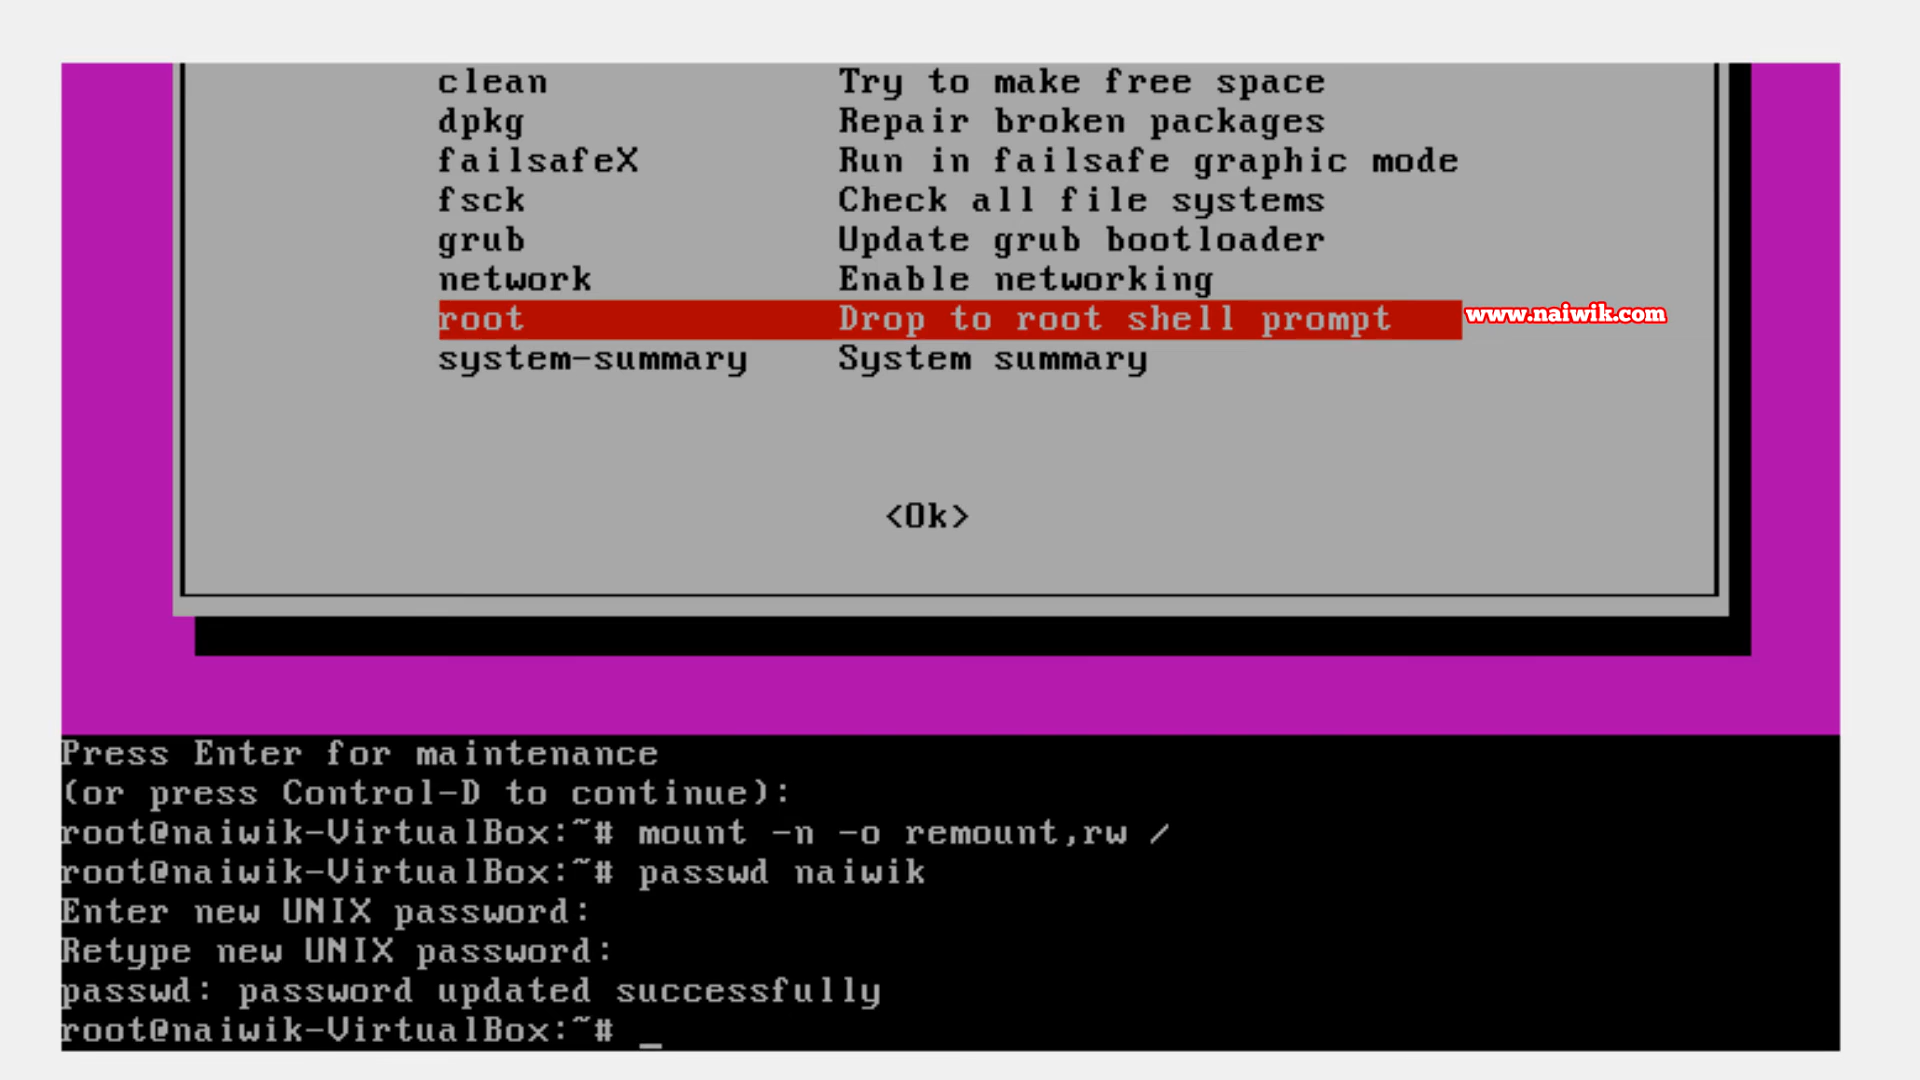 clean Try to make free space
dpkg Repair broken packages
failsafeX Run in failsafe graphic mode
fsck Check all file systems
grub Update grub bootloader
network Enable networking
root Drop to root shell prompt www.naiwik.com
system-summary System summary
<Ok>
Press Enter for maintenance
(or press Control-D to continue):
root@naiwik-VirtualBox:~# mount -n -o remount,rw /
root@naiwik-VirtualBox:~# passwd naiwik
Enter new UNIX password:
Retype new UNIX password:
passwd: password updated successfully
root@naiwik-VirtualBox:~# _